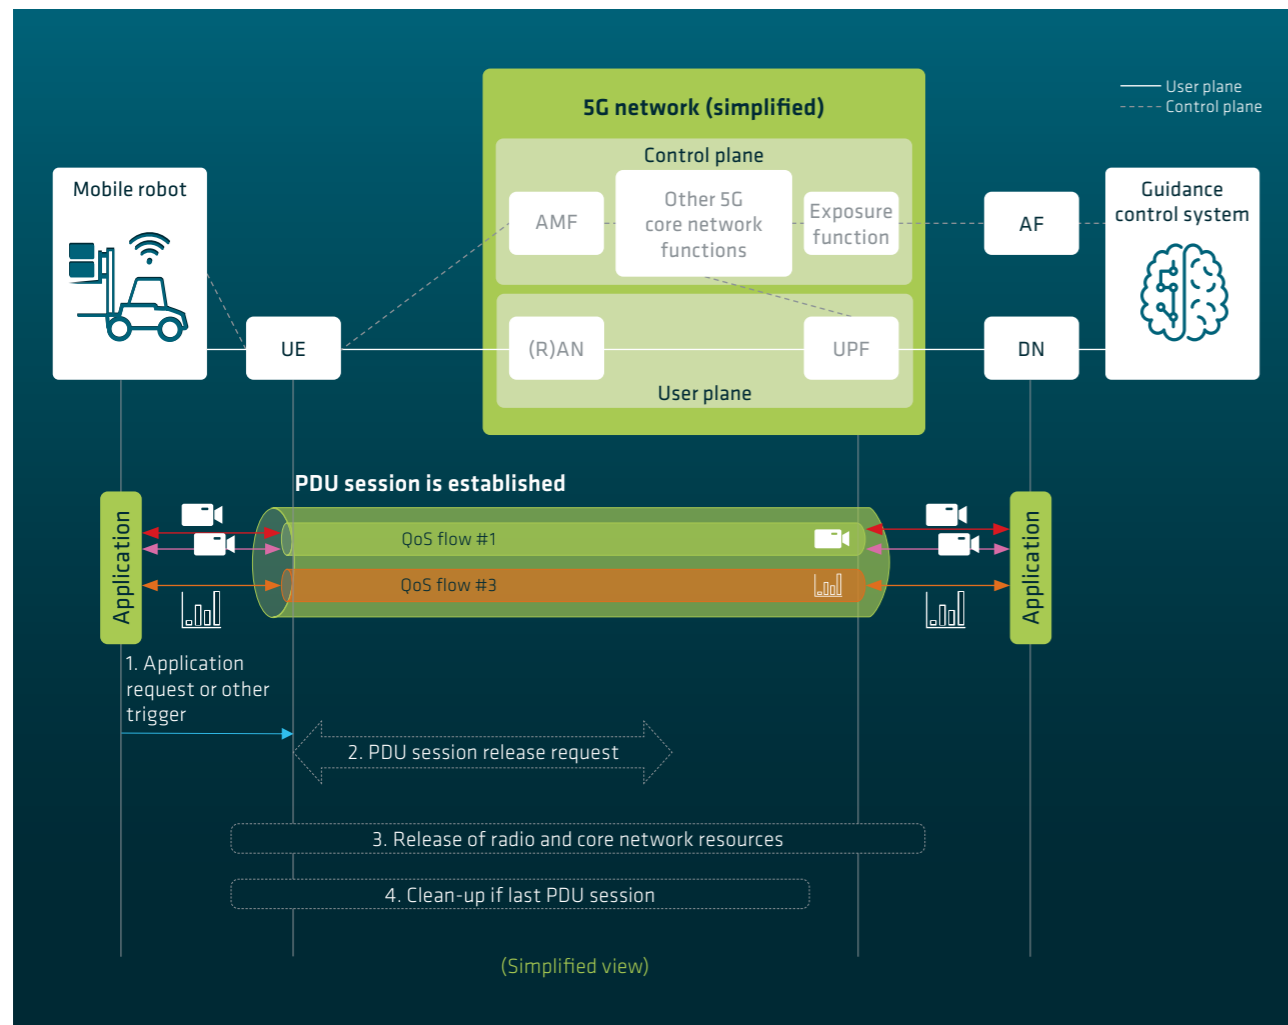 5G network (simplified)
User plane
Control plane
Control plane
Mobile robot
AMF
Other 5G
core network
functions
Exposure
function
AF
Guidance
control system
UE
(R)AN
UPF
DN
User plane
PDU session is established
Application
QoS flow #1
QoS flow #3
Application
1. Application
request or other
trigger
2. PDU session release request
3. Release of radio and core network resources
4. Clean-up if last PDU session
(Simplified view)